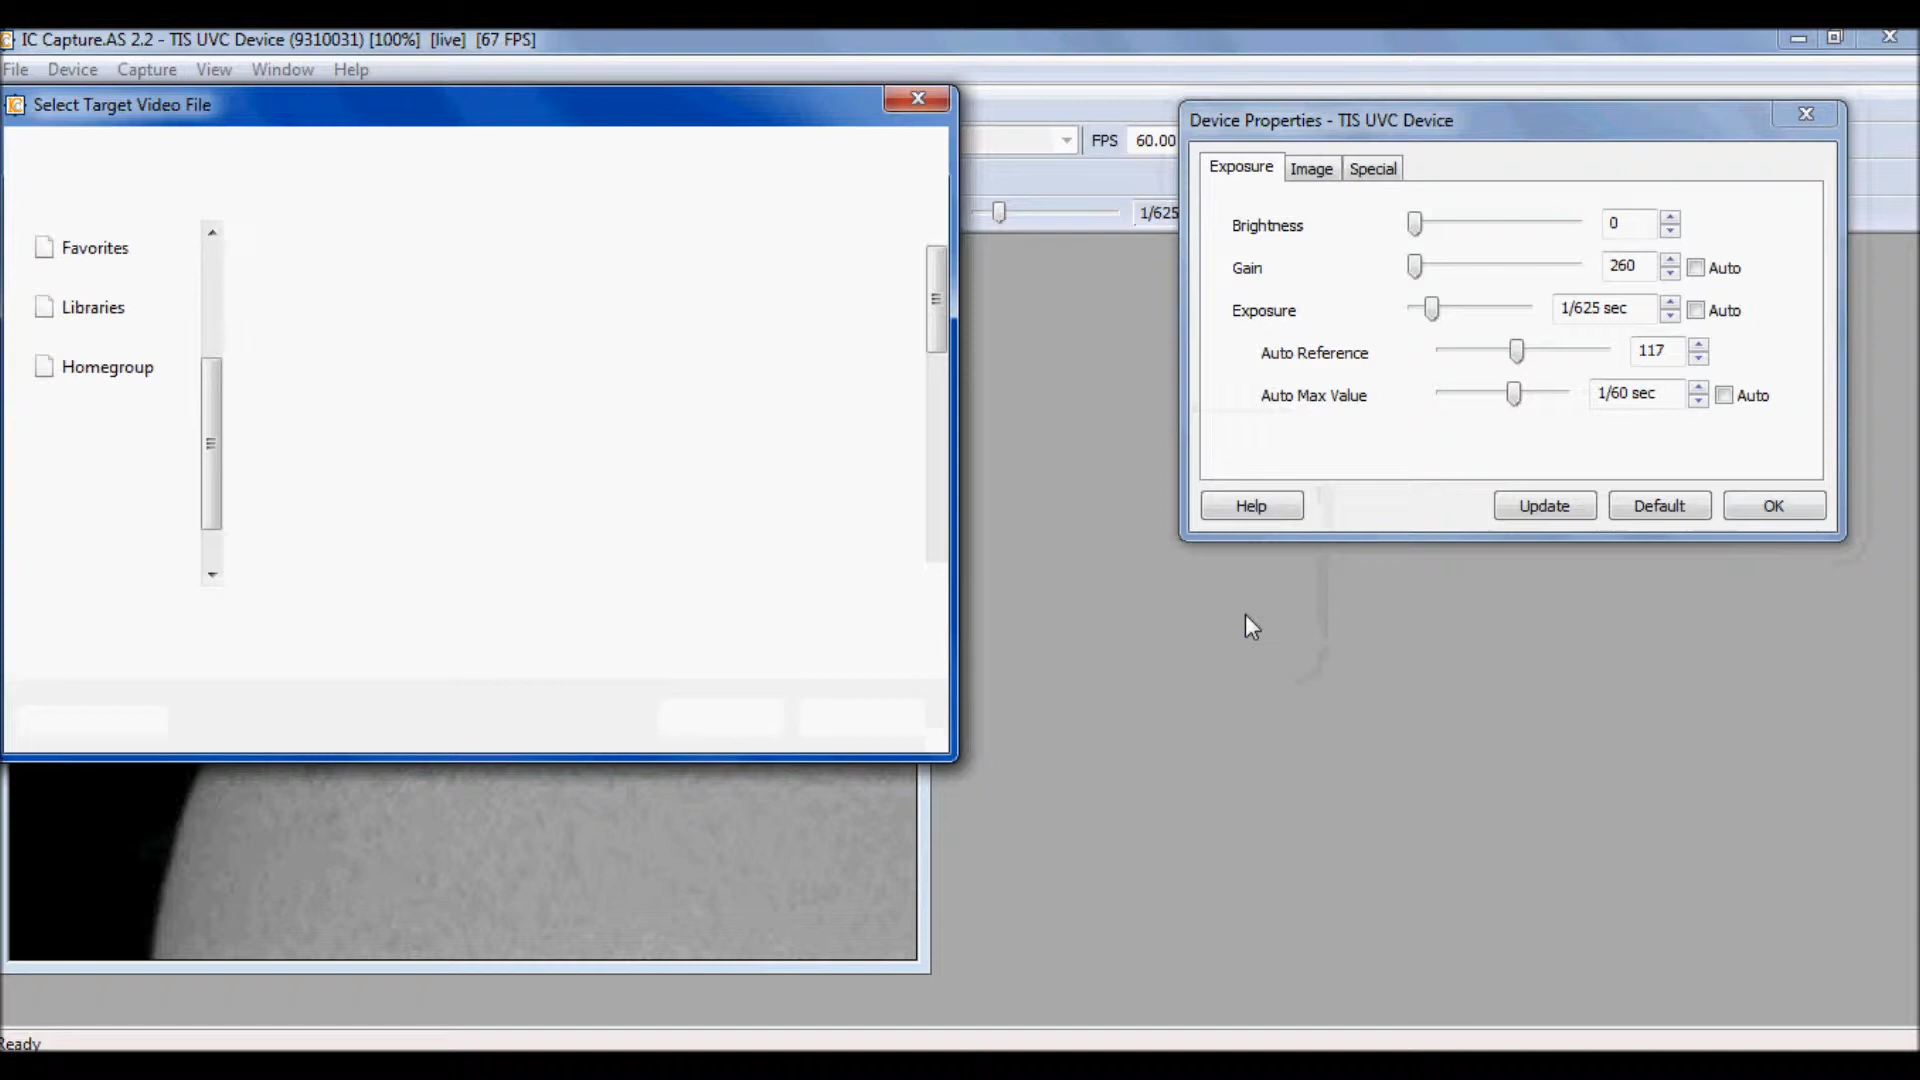 IC Capture.AS 2.2 - TIS UVC Device (9310031) [100%] [live] [67 FPS]
File Device Capture View Window Help
Select Target Video File
Favorites
Libraries
Homegroup
FPS 60.00
1/625
Device Properties - TIS UVC Device
Exposure Image Special
Brightness 0
Gain 260 Auto
Exposure 1/625 sec Auto
Auto Reference 117
Auto Max Value 1/60 sec Auto
Help Update Default OK
Ready